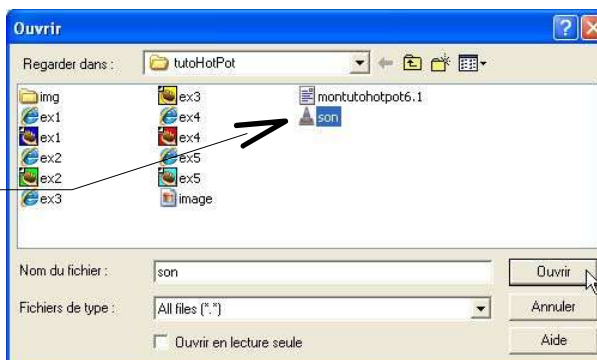 Ouvrir
Regarder dans :
tutoHotPot
img
ex1
ex1
ex2
ex2
ex3
ex3
ex4
ex4
ex5
ex5
image
montutohotpot6.1
son
Nom du fichier :
son
Ouvrir
Fichiers de type :
All files (*.*)
Annuler
Ouvrir en lecture seule
Aide